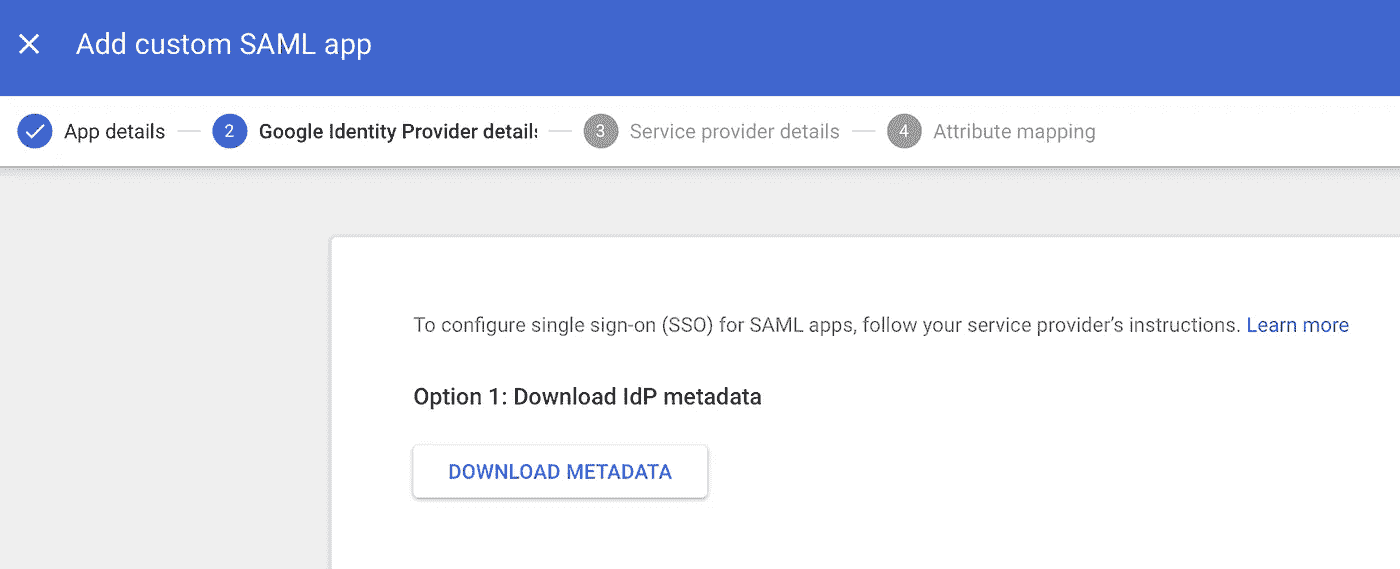 Add custom SAML app
App details 2 Google Identity Provider details 3 Service provider details 4 Attribute mapping
To configure single sign-on (SSO) for SAML apps, follow your service provider’s instructions. Learn more
Option 1: Download IdP metadata
DOWNLOAD METADATA